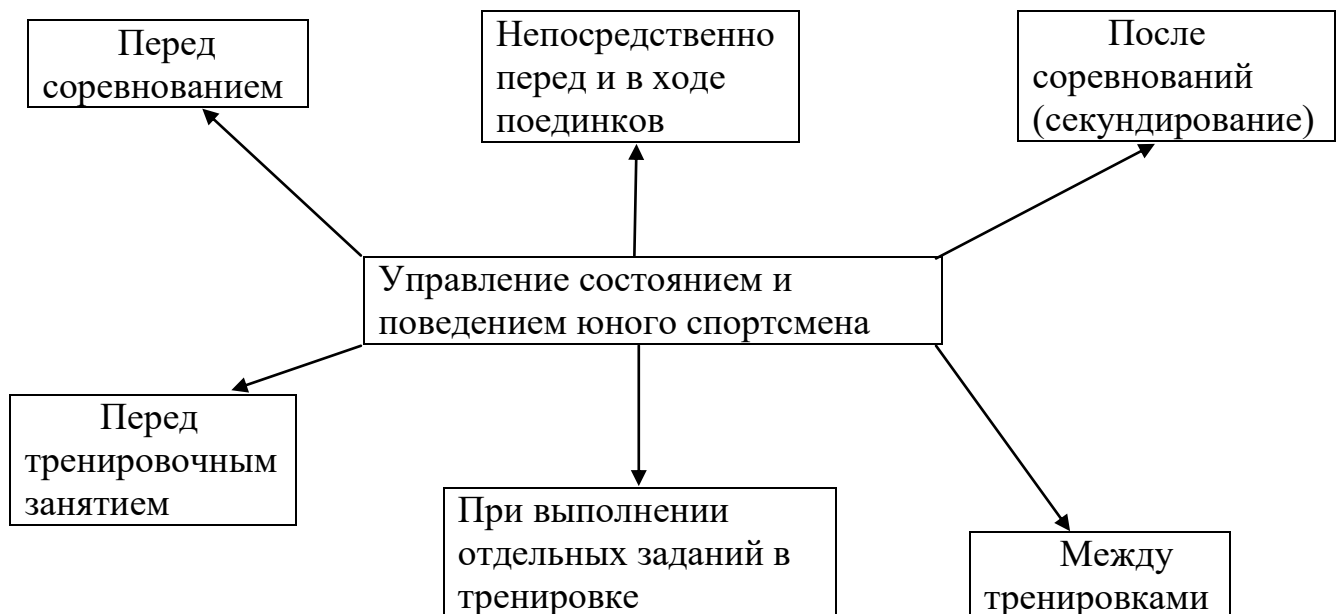 Перед
соревнованием
Непосредственно
перед и в ходе
поединков
После
соревнований
(секундирование)
Управление состоянием и
поведением юного спортсмена
Перед
тренировочным
занятием
При выполнении
отдельных заданий в
тренировке
Между
тренировками